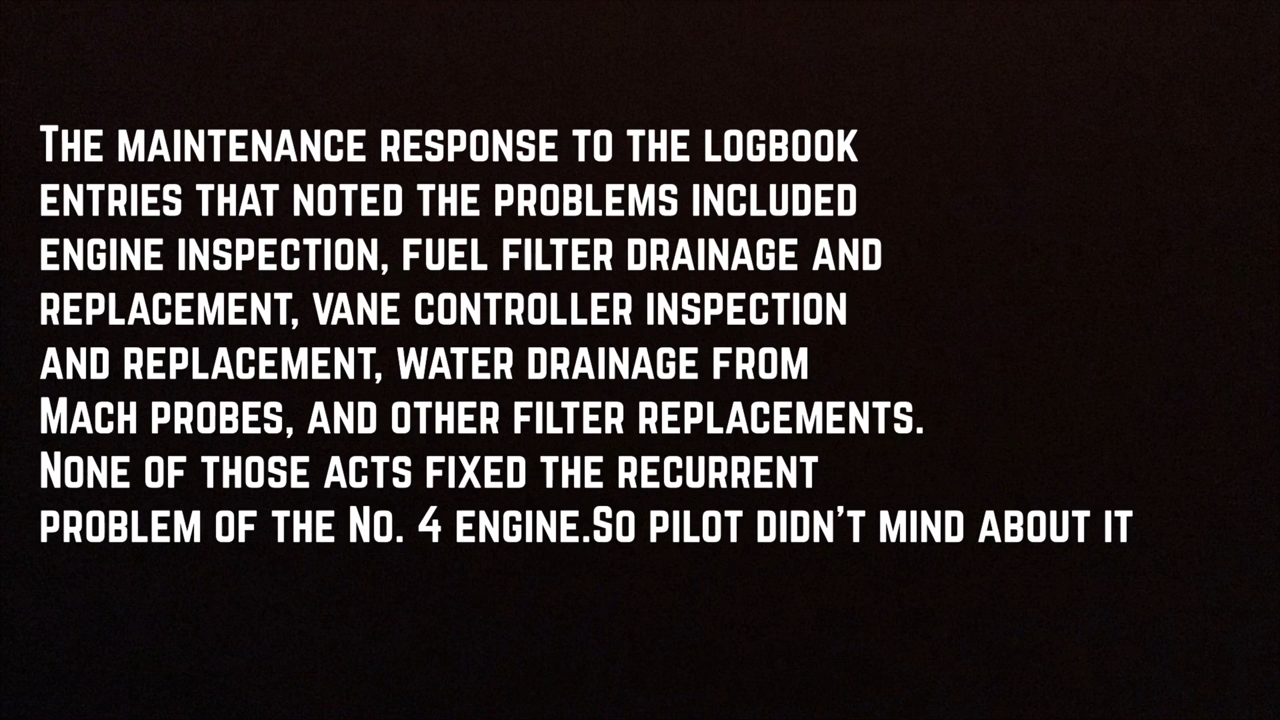 The maintenance response to the logbook
entries that noted the problems included
engine inspection, fuel filter drainage and
replacement, vane controller inspection
and replacement, water drainage from
Mach probes, and other filter replacements.
None of those acts fixed the recurrent
problem of the No. 4 engine.So pilot didn't mind about it